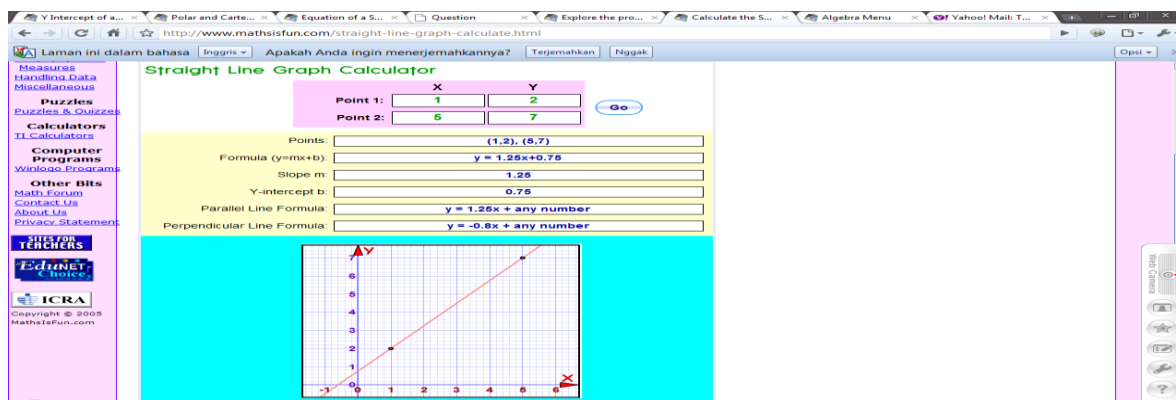 Y Intercept of a... Polar and Carte... Equation of a S... Question Explore the pro... Calculate the S... Algebra Menu Yahoo! Mail: T...
http://www.mathsisfun.com/straight-line-graph-calculate.html
Laman ini dalam bahasa Inggris Apakah Anda ingin menerjemahkannya? Terjemahkan Nggak Opsi
Measures
Handling Data
Miscellaneous
Puzzles
Puzzles & Quizzes
Calculators
TI Calculators
Computer
Programs
Winlogo Programs
Other Bits
Math Forum
Contact Us
About Us
Privacy Statement
SITES FOR
TEACHERS
EduNET
Choice
ICRA
Copyright © 2005
MathsIsFun.com
Straight Line Graph Calculator
X Y
Point 1: 1 2
Point 2: 5 7
Go
Points: (1,2), (5,7)
Formula (y=mx+b): y = 1.25x+0.75
Slope m: 1.25
Y-intercept b: 0.75
Parallel Line Formula: y = 1.25x + any number
Perpendicular Line Formula: y = -0.8x + any number
Y
7
6
5
4
3
2
1
0
X
-1 0 1 2 3 4 5 6
Web Camera